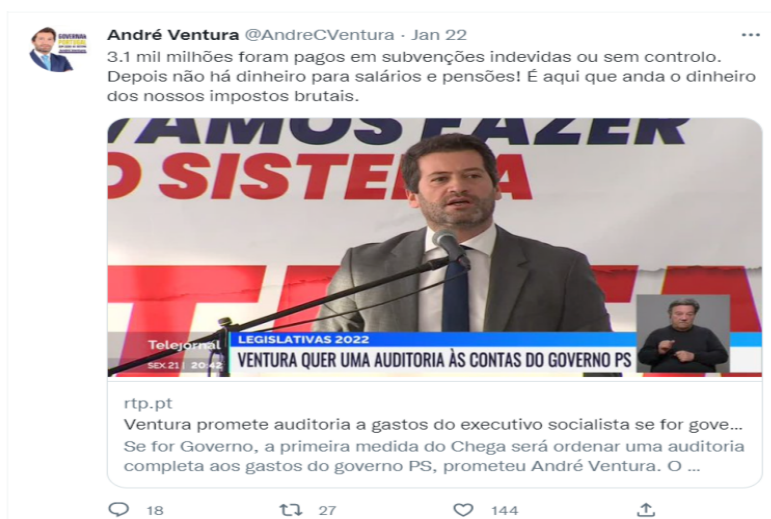 André Ventura @AndreCVentura · Jan 22
3.1 mil milhões foram pagos em subvenções indevidas ou sem controlo.
Depois não há dinheiro para salários e pensões! É aqui que anda o dinheiro
dos nossos impostos brutais.
VAMOS FAZER
O SISTEMA
Telejornal
SEX 21 | 20:42
LEGISLATIVAS 2022
VENTURA QUER UMA AUDITORIA ÀS CONTAS DO GOVERNO PS
rtp.pt
Ventura promete auditoria a gastos do executivo socialista se for gove...
Se for Governo, a primeira medida do Chega será ordenar uma auditoria
completa aos gastos do governo PS, prometeu André Ventura. O ...
18 27 144